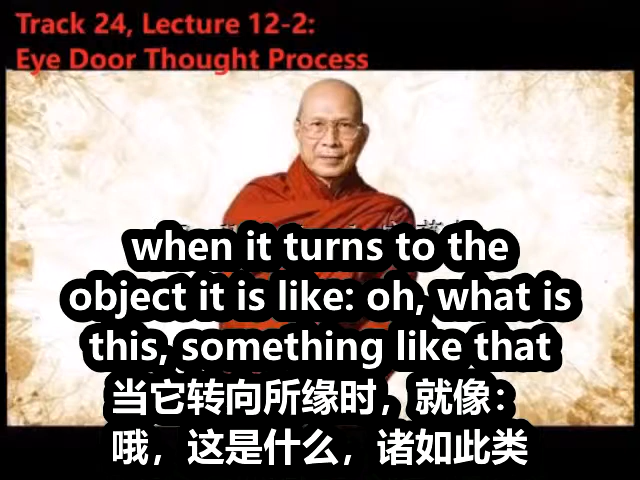 Track 24, Lecture 12-2:
Eye Door Thought Process
when it turns to the
object it is like: oh, what is
this, something like that
当它转向所缘时，就像：
哦，这是什么，诸如此类